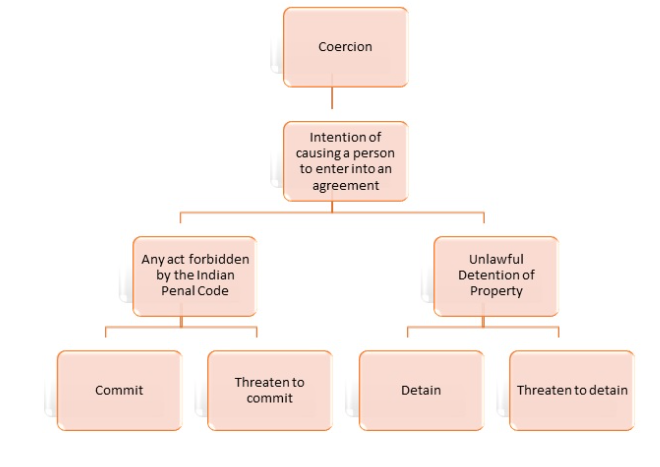 Coercion
Intention of
causing a person
to enter into an
agreement
Any act forbidden
by the Indian
Penal Code
Unlawful
Detention of
Property
Commit
Threaten to
commit
Detain
Threaten to detain